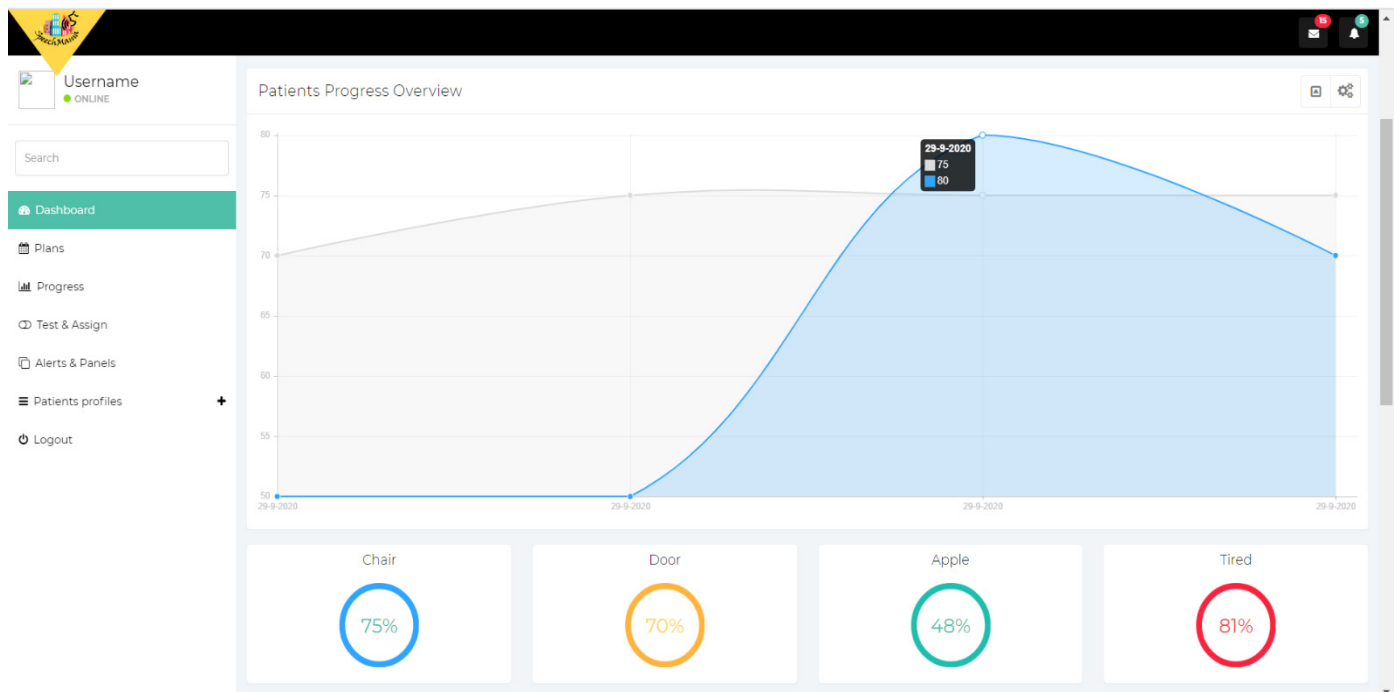 SpeechMama
15
5
Username
ONLINE
Search
Dashboard
Plans
Progress
Test & Assign
Alerts & Panels
Patients profiles
Logout
Patients Progress Overview
80
75
70
65
60
55
50
29-9-2020
75
80
29-9-2020 29-9-2020 29-9-2020 29-9-2020
Chair Door Apple Tired
75% 70% 48% 81%